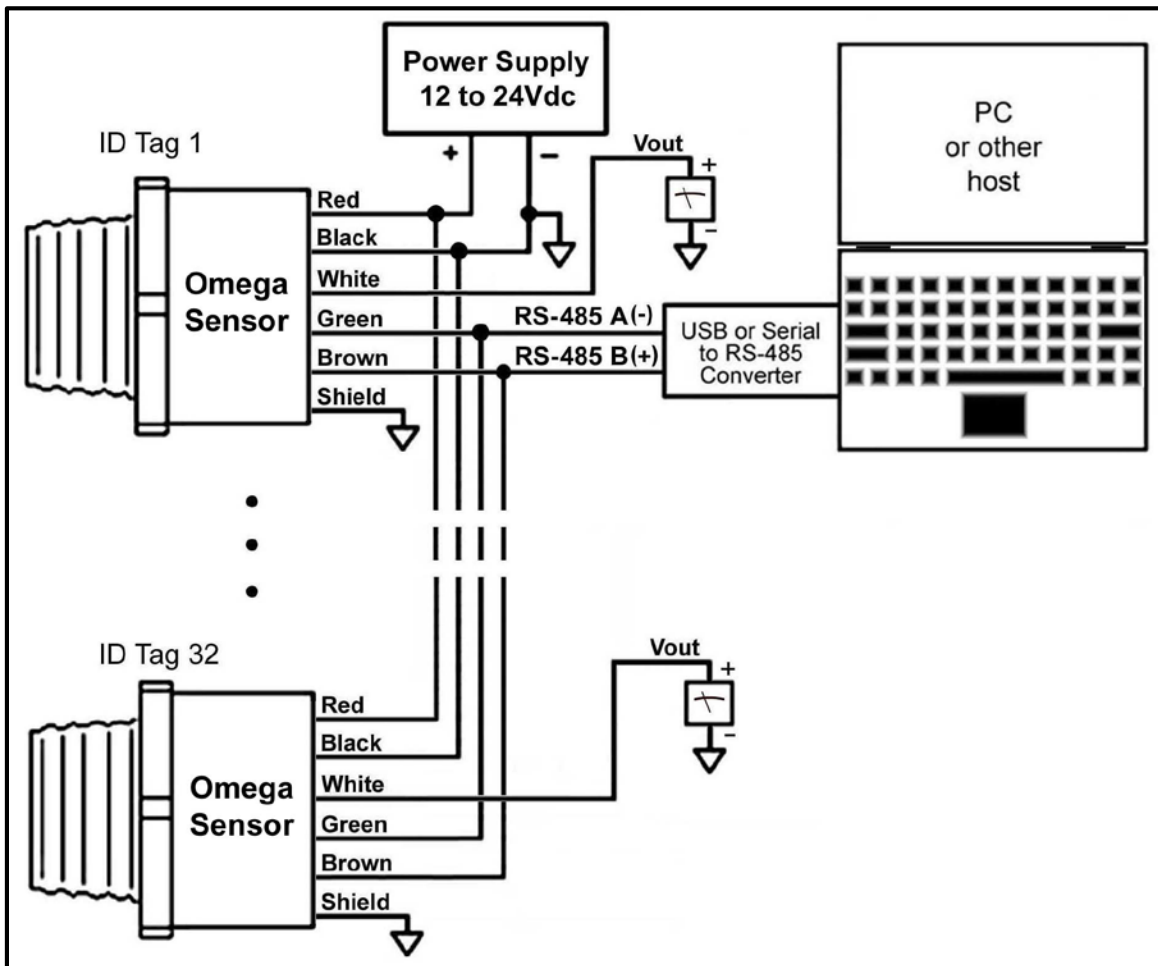 Power Supply
12 to 24Vdc
+
−
ID Tag 1
Omega
Sensor
Red
Black
White
Green
Brown
Shield
Vout
+
−
RS-485 A(-)
RS-485 B(+)
USB or Serial
to RS-485
Converter
PC
or other
host
ID Tag 32
Omega
Sensor
Red
Black
White
Green
Brown
Shield
Vout
+
−